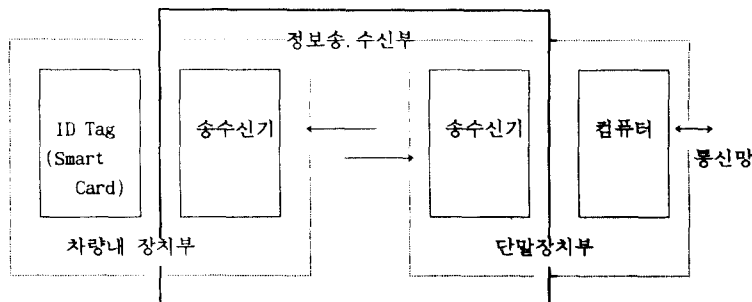 정보송.수신부
ID Tag
(Smart
Card)
송수신기
송수신기
컴퓨터
통신망
차량내 장치부
단말장치부